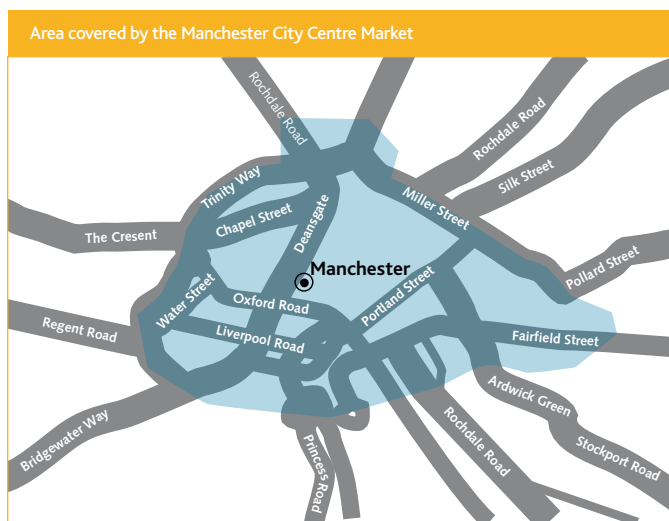 Area covered by the Manchester City Centre Market
Rochdale Road
Rochdale Road
Silk Street
Trinity Way
Miller Street
Chapel Street
Deansgate
The Cresent
Pollard Street
Manchester
Water Street
Oxford Road
Portland Street
Regent Road
Liverpool Road
Fairfield Street
Ardwick Green
Bridgewater Way
Princess Road
Rochdale Road
Stockport Road